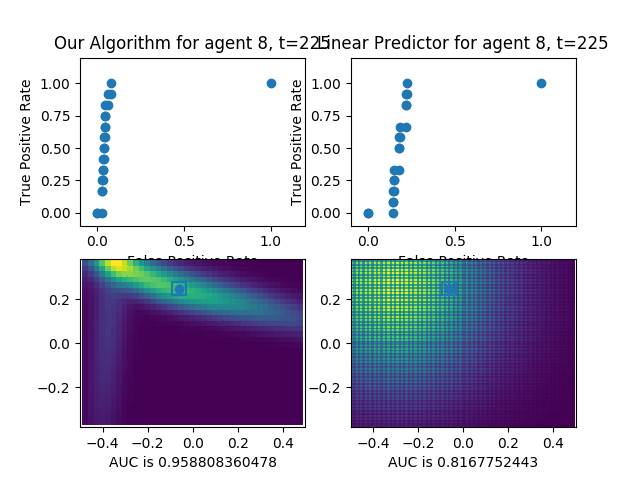 Our Algorithm for agent 8, t=225
Linear Predictor for agent 8, t=225
True Positive Rate
1.00
0.75
0.50
0.25
0.00
0.0 0.5 1.0
False Positive Rate
True Positive Rate
1.00
0.75
0.50
0.25
0.00
0.0 0.5 1.0
False Positive Rate
0.2
0.0
−0.2
−0.4 −0.2 0.0 0.2 0.4
AUC is 0.958808360478
0.2
0.0
−0.2
−0.4 −0.2 0.0 0.2 0.4
AUC is 0.8167752443